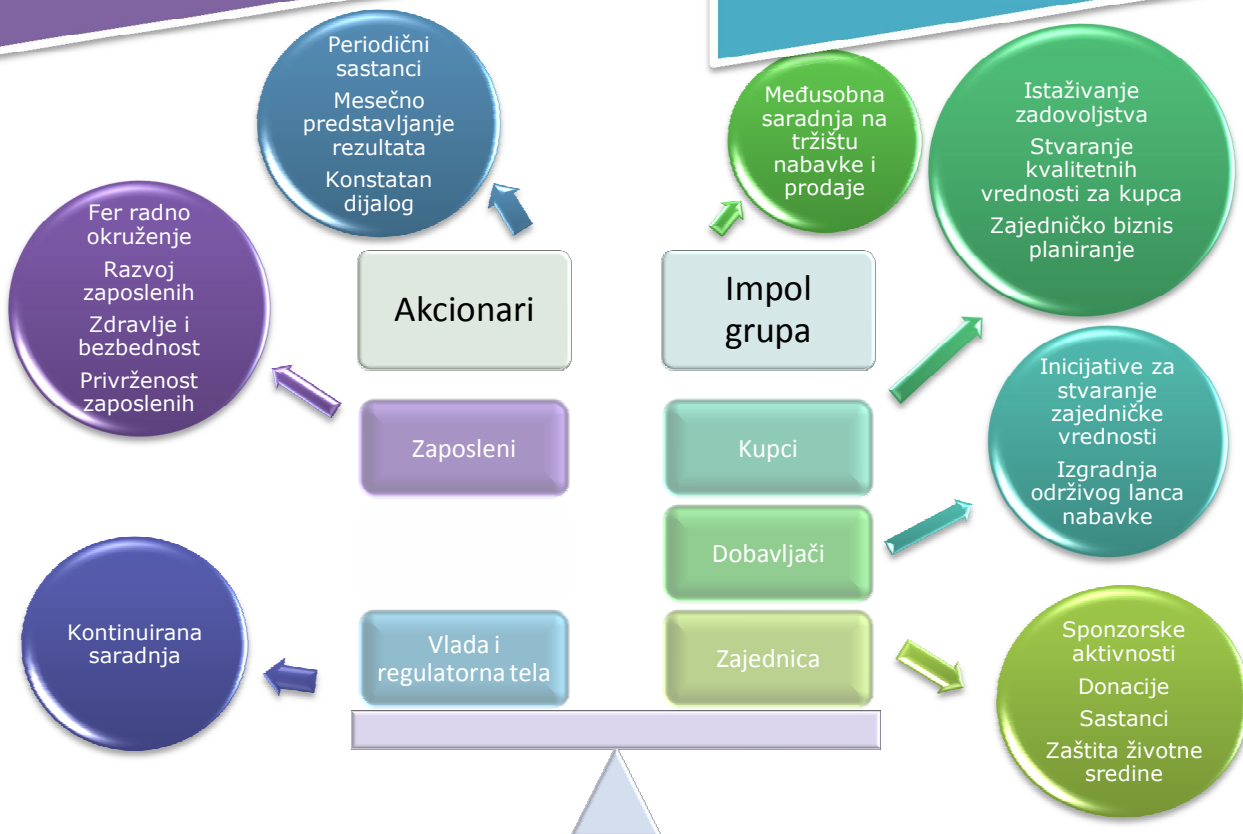 Periodični
sastanci
Mesečno
predstavljanje
rezultata
Konstatan
dijalog
Međusobna
saradnja na
tržištu
nabavke i
prodaje
Istaživanje
zadovoljstva
Stvaranje
kvalitetnih
vrednosti za kupca
Zajedničko biznis
planiranje
Fer radno
okruženje
Razvoj
zaposlenih
Zdravlje i
bezbednost
Privrženost
zaposlenih
Akcionari
Impol
grupa
Inicijative za
stvaranje
zajedničke
vrednosti
Izgradnja
održivog lanca
nabavke
Zaposleni
Kupci
Dobavljači
Kontinuirana
saradnja
Vlada i
regulatorna tela
Zajednica
Sponzorske
aktivnosti
Donacije
Sastanci
Zaštita životne
sredine